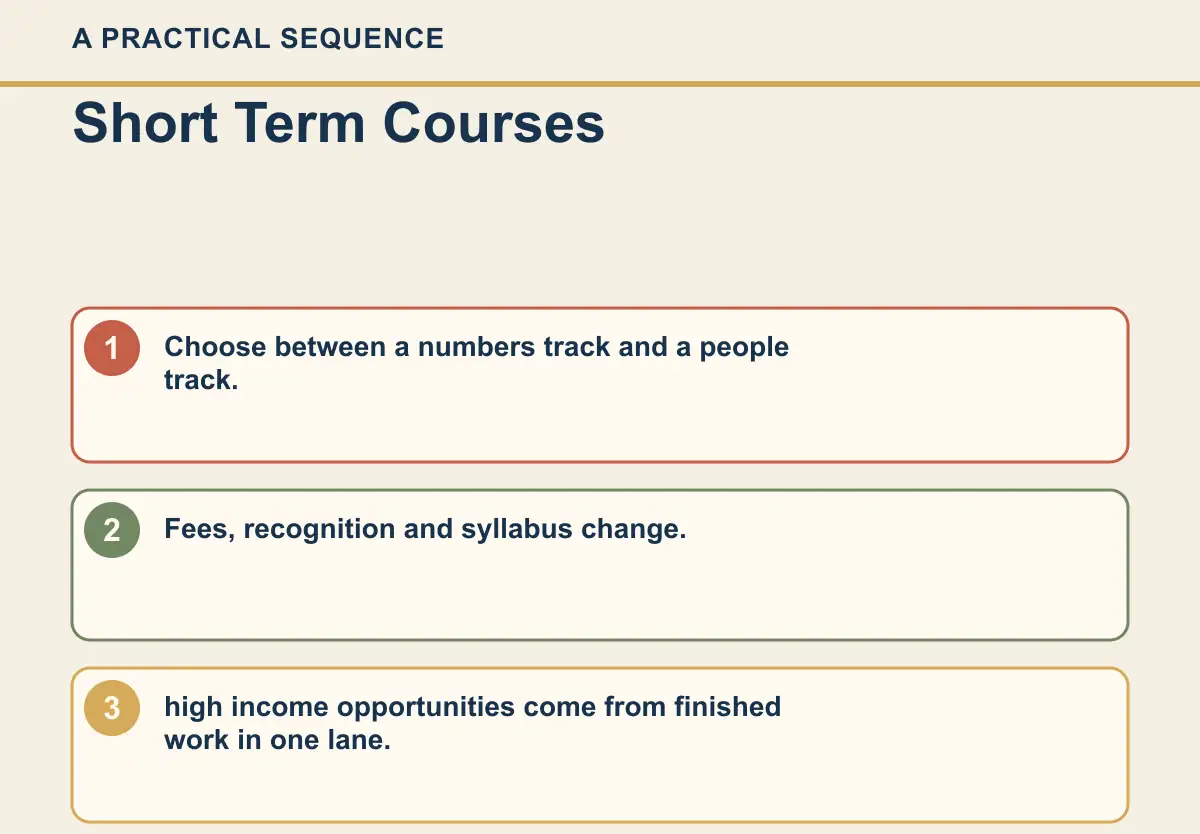 A PRACTICAL SEQUENCE
Short Term Courses
1
Choose between a numbers track and a people
track.
2
Fees, recognition and syllabus change.
3
high income opportunities come from finished
work in one lane.